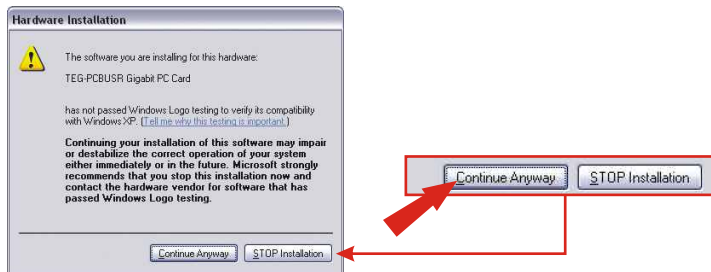 Hardware Installation
The software you are installing for this hardware:
TEG-PCBUSR Gigabit PC Card
has not passed Windows Logo testing to verify its compatibility
with Windows XP. (Tell me why this testing is important.)
Continuing your installation of this software may impair
or destabilize the correct operation of your system
either immediately or in the future. Microsoft strongly
recommends that you stop this installation now and
contact the hardware vendor for software that has
passed Windows Logo testing.
Continue Anyway STOP Installation
Continue Anyway STOP Installation